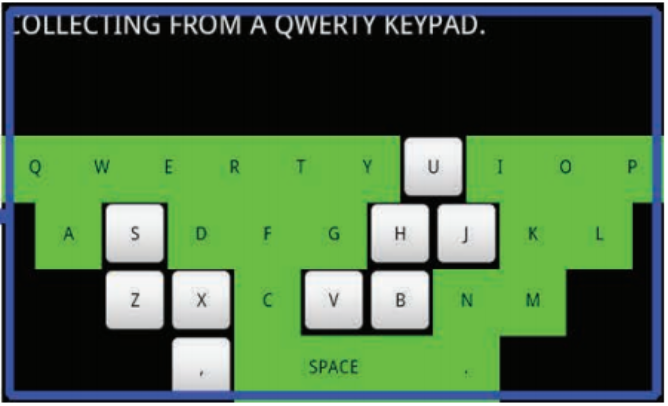 COLLECTING FROM A QWERTY KEYPAD.
Q W E R T Y U I O P
A S D F G H J K L
Z X C V B N M
, SPACE .